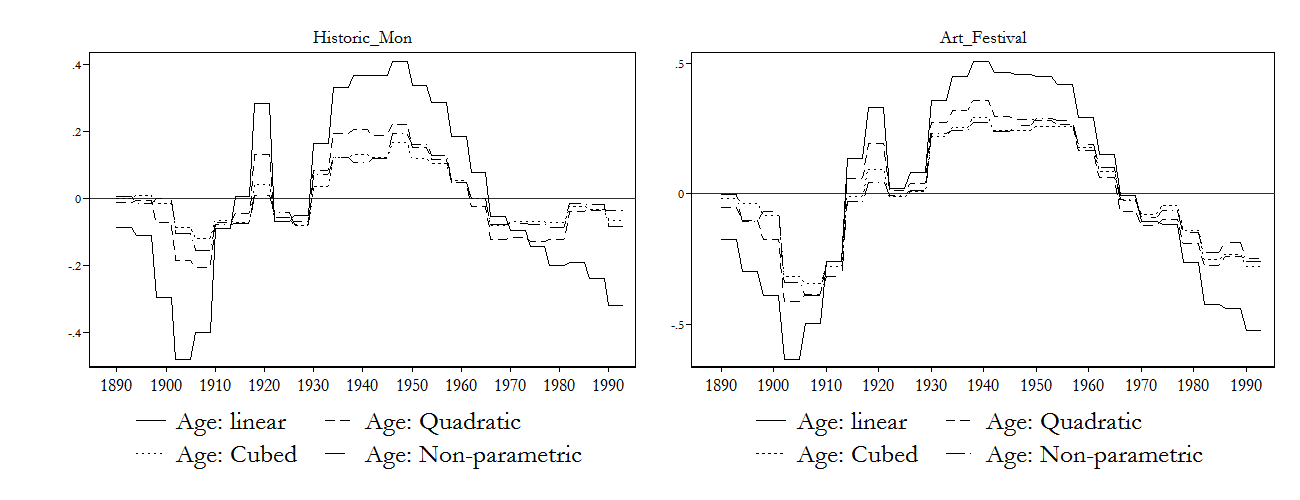 Historic_Mon
.4
.2
0
-.2
-.4
1890 1900 1910 1920 1930 1940 1950 1960 1970 1980 1990
Age: linear Age: Quadratic
Age: Cubed Age: Non-parametric
Art_Festival
.5
0
-.5
1890 1900 1910 1920 1930 1940 1950 1960 1970 1980 1990
Age: linear Age: Quadratic
Age: Cubed Age: Non-parametric